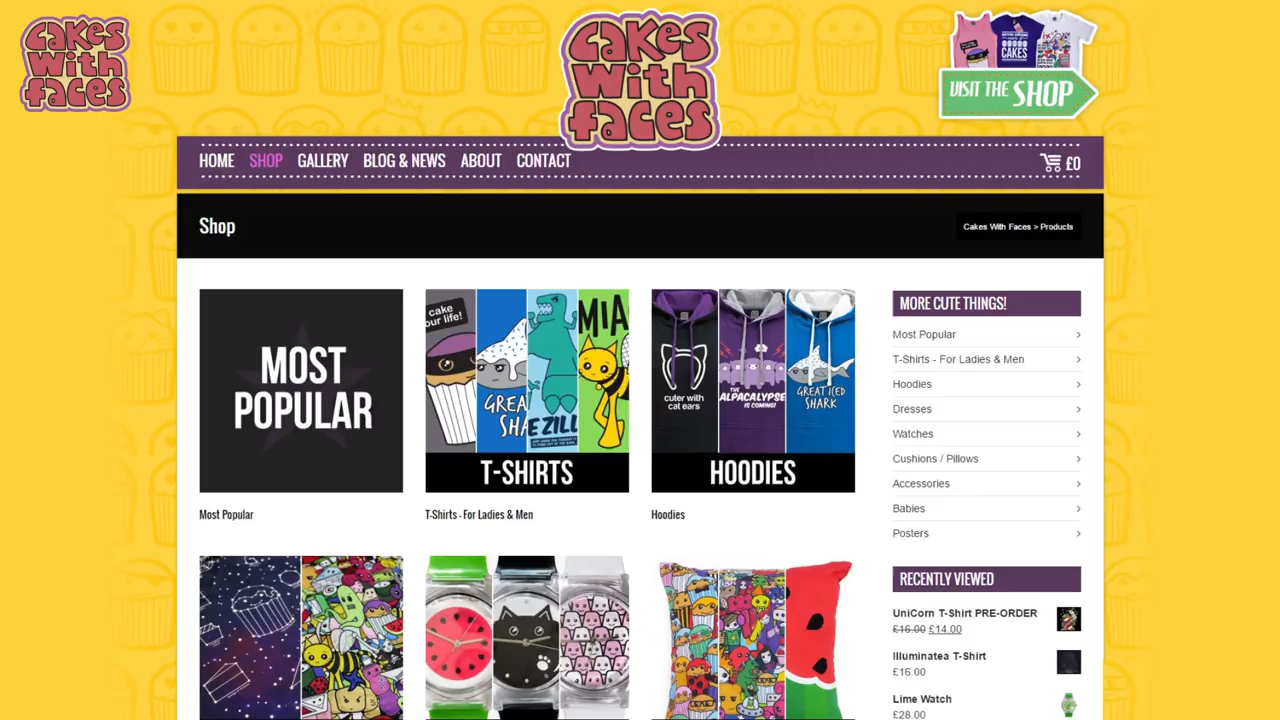 Cakes
With
faces
Cakes
With
faces
CAKES
VISIT THE SHOP
HOME SHOP GALLERY BLOG & NEWS ABOUT CONTACT
£0
Shop
Cakes With Faces > Products
MOST
POPULAR
cake
our life!
GREA
SHA
EZILL
MIA
T-SHIRTS
cuter with
cat ears
THE
ALPACALYPSE
IS COMING!
GREAT ICED
SHARK
HOODIES
Most Popular
T-Shirts - For Ladies & Men
Hoodies
MORE CUTE THINGS!
Most Popular
T-Shirts - For Ladies & Men
Hoodies
Dresses
Watches
Cushions / Pillows
Accessories
Babies
Posters
RECENTLY VIEWED
UniCorn T-Shirt PRE-ORDER
£16.00 £14.00
Illuminatea T-Shirt
£16.00
Lime Watch
£28.00